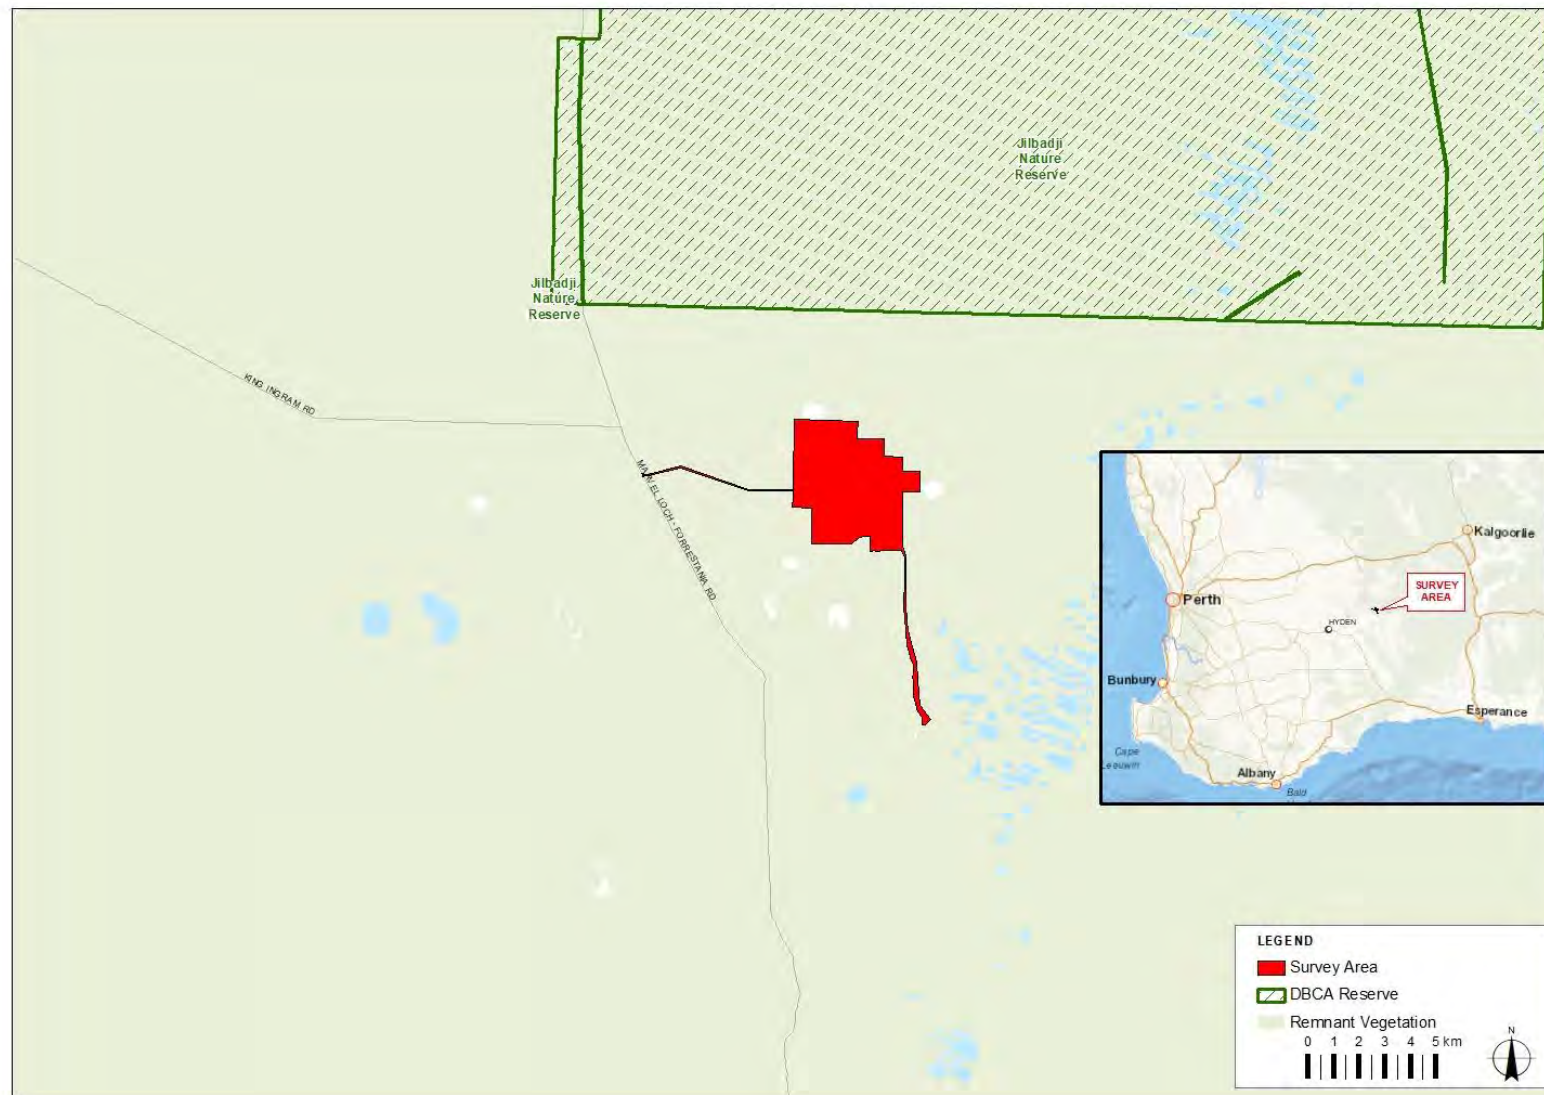 Jilbadji
Nature
Reserve
Jilbadji
Nature
Reserve
KING INGRAM RD
MARVEL LOCH - FORRESTANIA RD
Kalgoorlie
SURVEY
AREA
Perth
HYDEN
Bunbury
Esperance
Cape
Leeuwin
Albany
Bald
LEGEND
Survey Area
DBCA Reserve
Remnant Vegetation
0 1 2 3 4 5 km
N